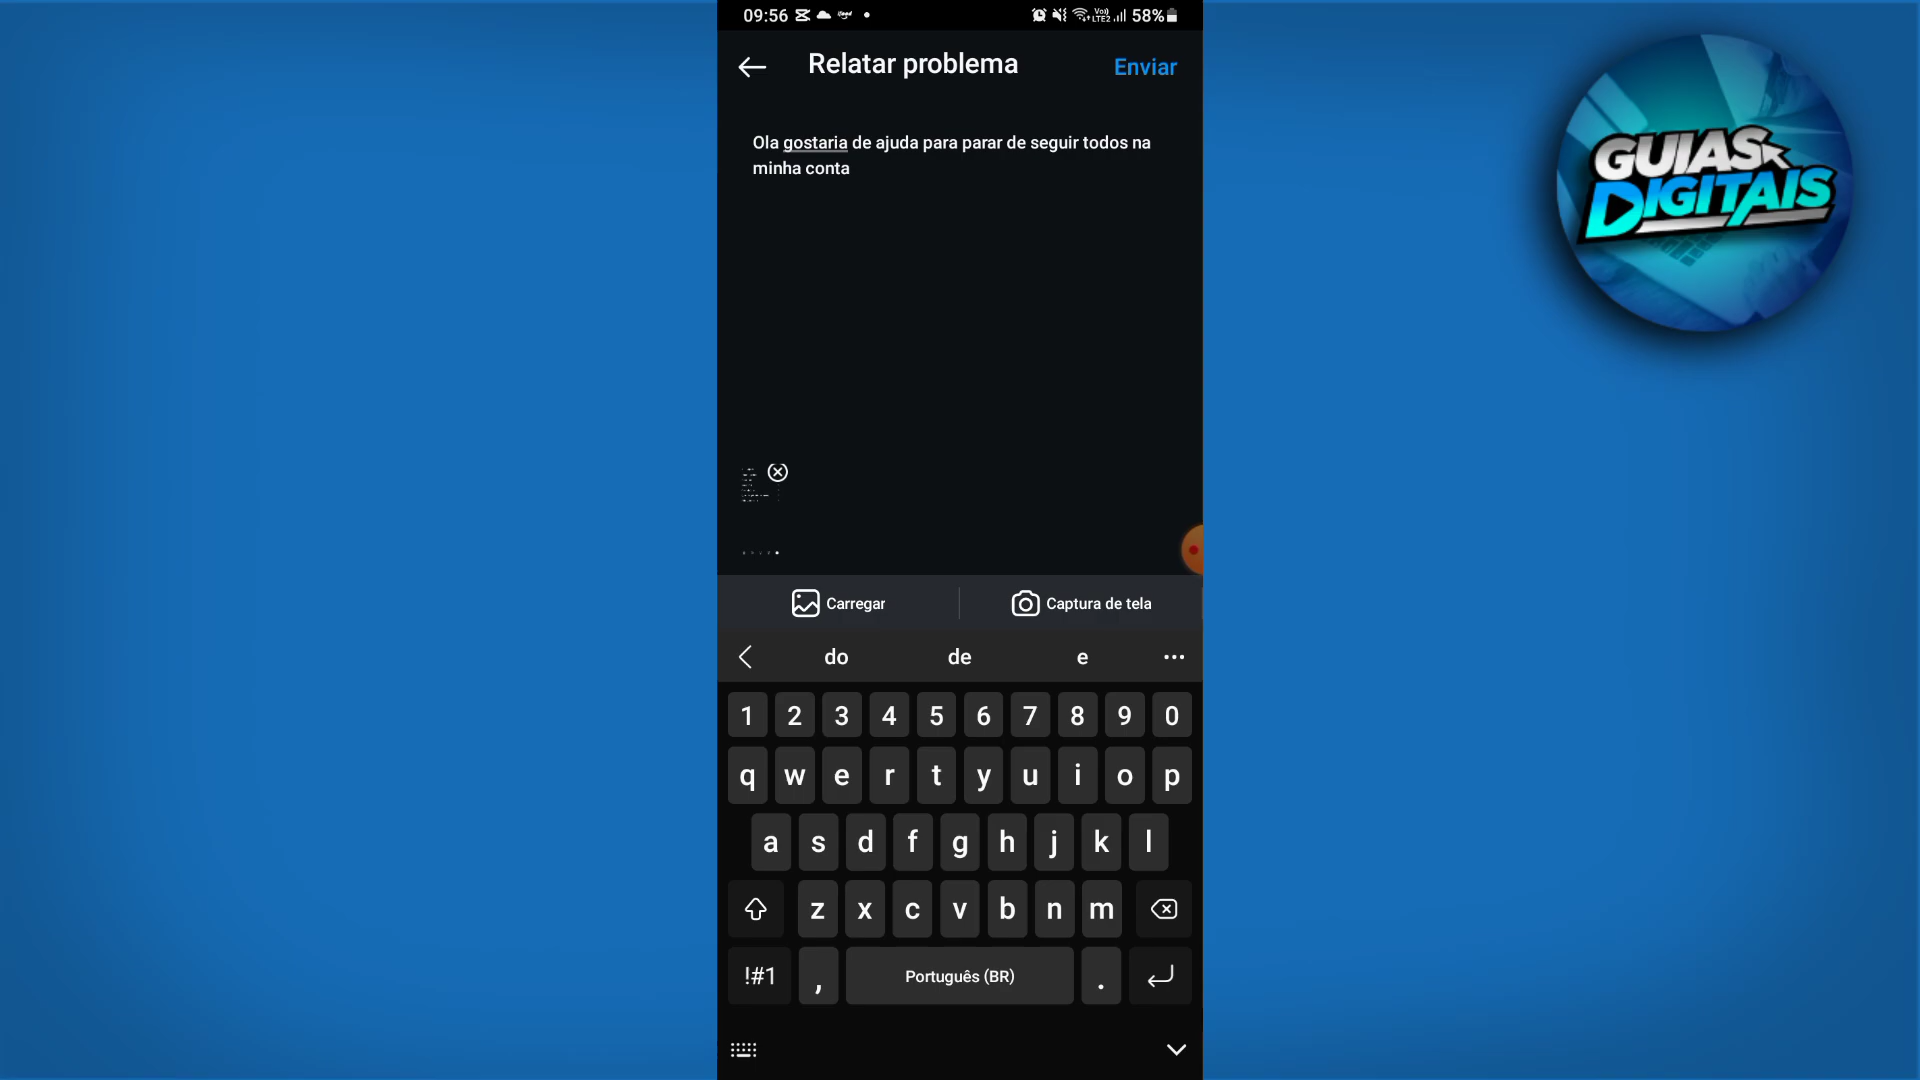 09:56
Vo))
LTE2
58%
Relatar problema
Enviar
Ola gostaria de ajuda para parar de seguir todos na
minha conta
GUIAS
DIGITAIS
Carregar
Captura de tela
do de e
1 2 3 4 5 6 7 8 9 0
q w e r t y u i o p
a s d f g h j k l
z x c v b n m
!#1 , Português (BR) .